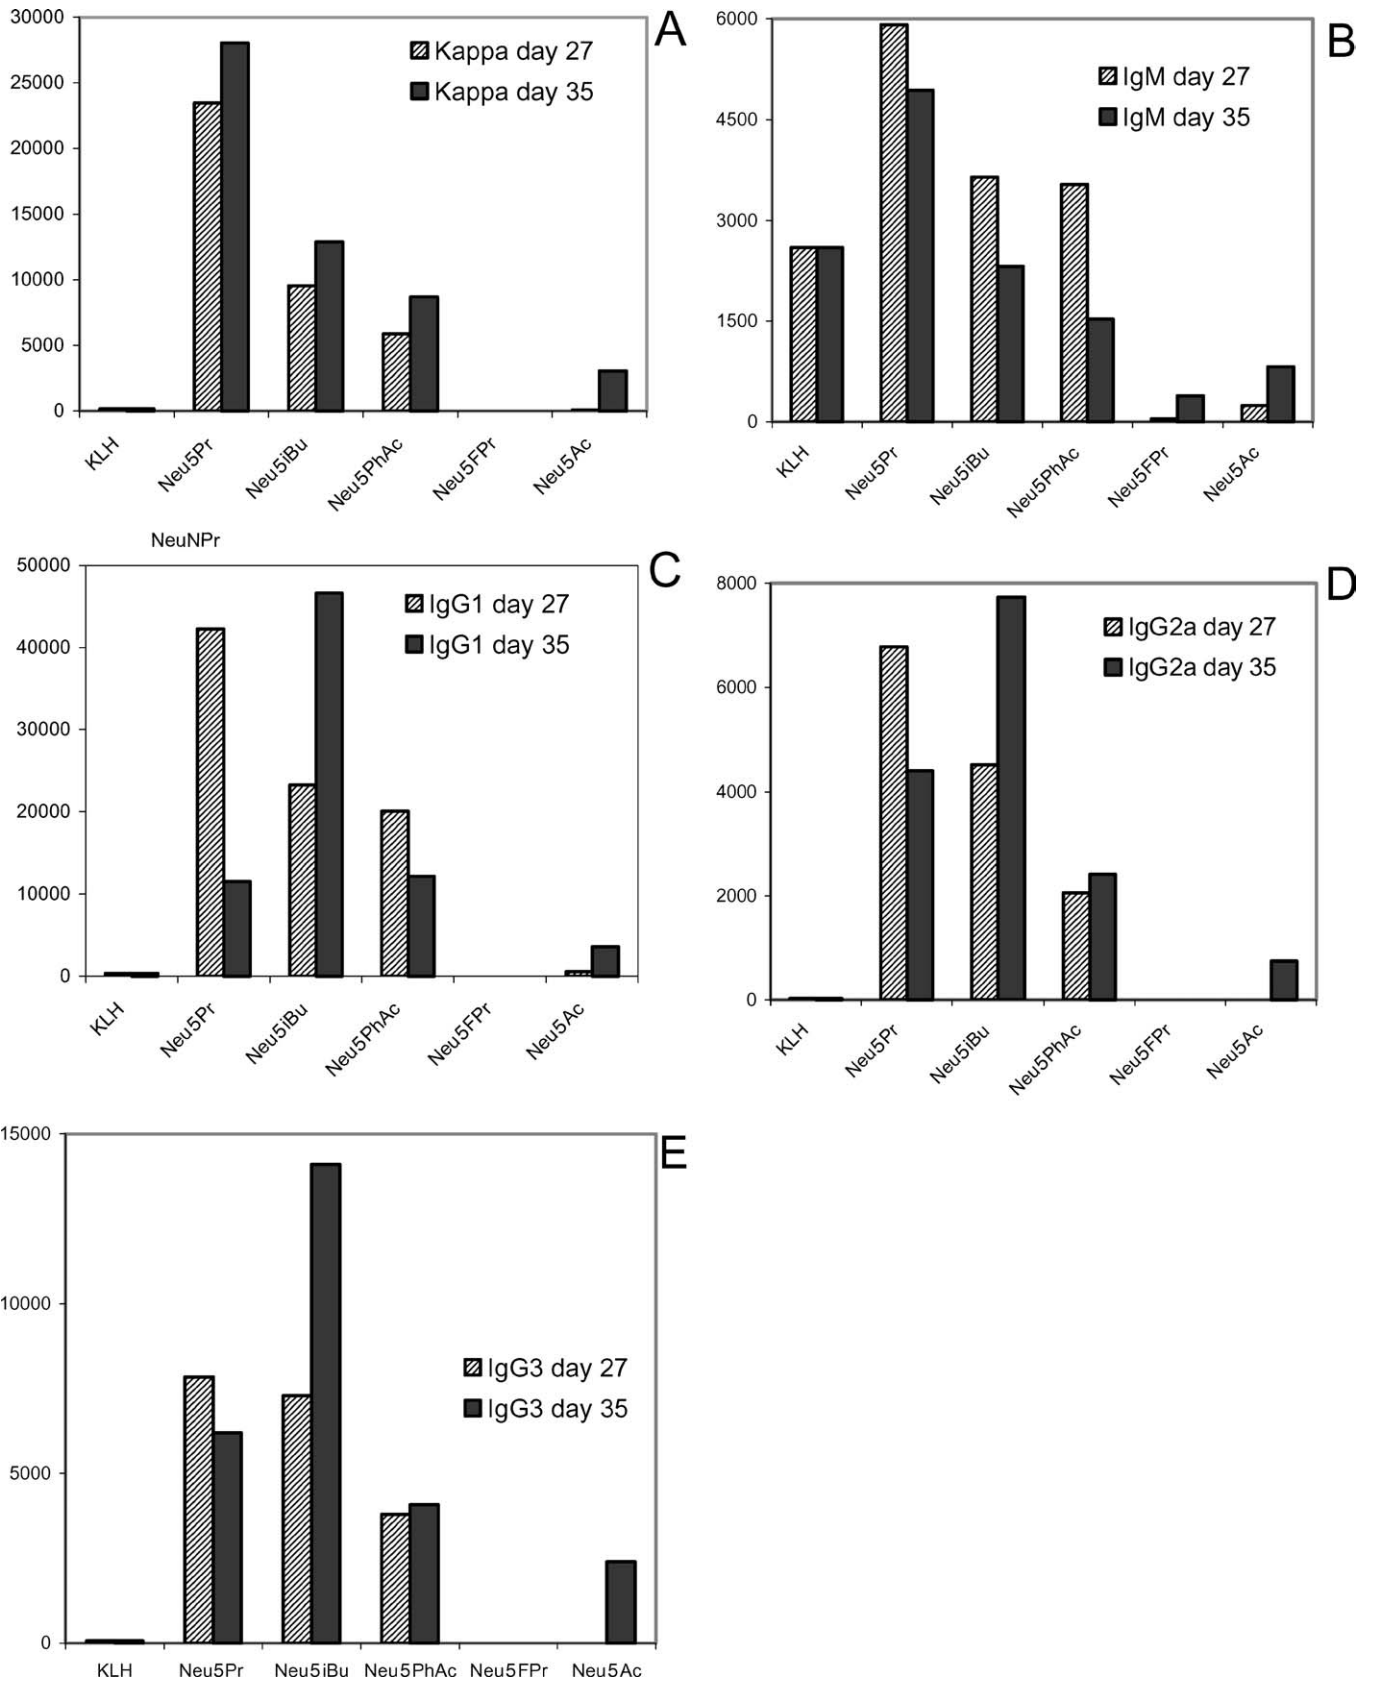 A
30000
25000
20000
15000
10000
5000
0
Kappa day 27
Kappa day 35
KLH
Neu5Pr
Neu5iBu
Neu5PhAc
Neu5FPr
Neu5Ac
B
6000
4500
3000
1500
0
IgM day 27
IgM day 35
KLH
Neu5Pr
Neu5iBu
Neu5PhAc
Neu5FPr
Neu5Ac
NeuNPr
C
50000
40000
30000
20000
10000
0
IgG1 day 27
IgG1 day 35
KLH
Neu5Pr
Neu5iBu
Neu5PhAc
Neu5FPr
Neu5Ac
D
8000
6000
4000
2000
0
IgG2a day 27
IgG2a day 35
KLH
Neu5Pr
Neu5iBu
Neu5PhAc
Neu5FPr
Neu5Ac
E
15000
10000
5000
0
IgG3 day 27
IgG3 day 35
KLH
Neu5Pr
Neu5iBu
Neu5PhAc
Neu5FPr
Neu5Ac